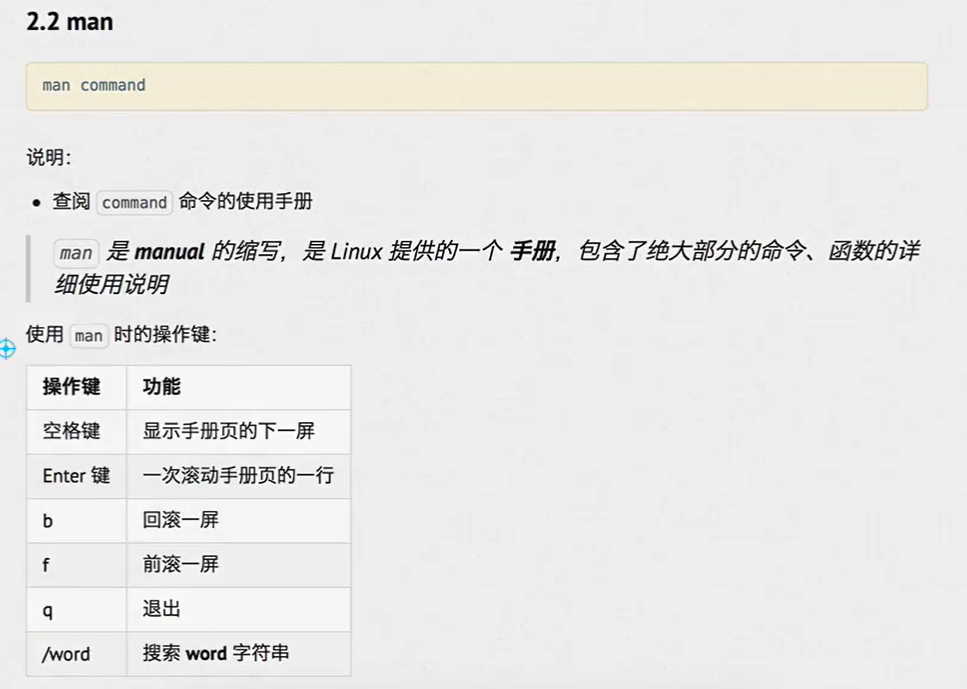 2.2 man
man command
说明：
• 查阅 command 命令的使用手册
man 是 manual 的缩写，是 Linux 提供的一个 手册，包含了绝大部分的命令、函数的详
细使用说明
使用 man 时的操作键：
操作键 功能
空格键 显示手册页的下一屏
Enter 键 一次滚动手册页的一行
b 回滚一屏
f 前滚一屏
q 退出
/word 搜索 word 字符串